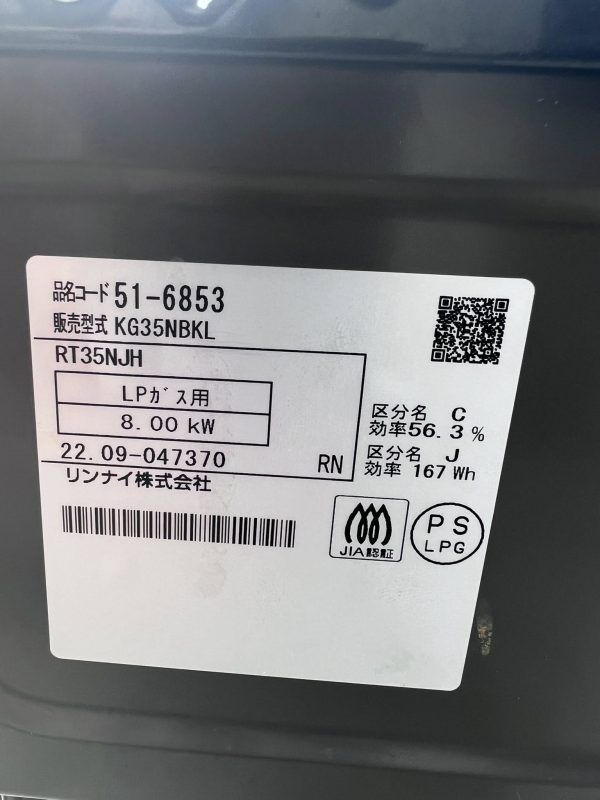 品名コード 51-6853
販売型式 KG35NBKL
RT35NJH
LPガス用
8.00 kW
22.09-047370 RN
リンナイ株式会社
区分名 C
効率56.3%
区分名 J
効率 167 Wh
JIA認証
PS
LPG